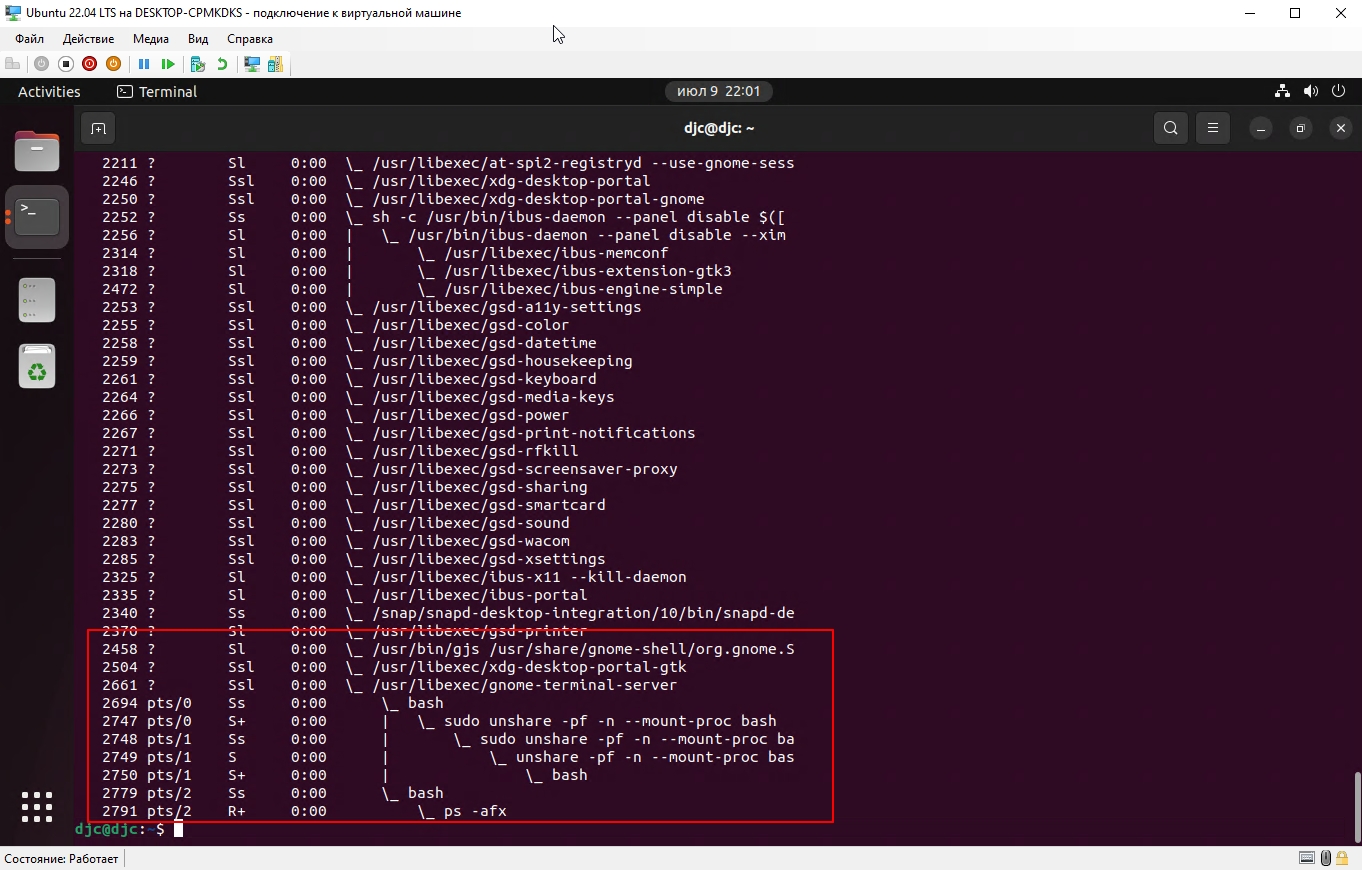 Ubuntu 22.04 LTS на DESKTOP-CPMKDKS - подключение к виртуальной машине
Файл Действие Медиа Вид Справка
Activities Terminal июл 9 22:01
djc@djc: ~
2211 ? Sl 0:00 \_ /usr/libexec/at-spi2-registryd --use-gnome-sess
2246 ? Ssl 0:00 \_ /usr/libexec/xdg-desktop-portal
2250 ? Ssl 0:00 \_ /usr/libexec/xdg-desktop-portal-gnome
2252 ? Ss 0:00 \_ sh -c /usr/bin/ibus-daemon --panel disable $([
2256 ? Sl 0:00 | \_ /usr/bin/ibus-daemon --panel disable --xim
2314 ? Sl 0:00 | \_ /usr/libexec/ibus-memconf
2318 ? Sl 0:00 | \_ /usr/libexec/ibus-extension-gtk3
2472 ? Sl 0:00 | \_ /usr/libexec/ibus-engine-simple
2253 ? Ssl 0:00 \_ /usr/libexec/gsd-a11y-settings
2255 ? Ssl 0:00 \_ /usr/libexec/gsd-color
2258 ? Ssl 0:00 \_ /usr/libexec/gsd-datetime
2259 ? Ssl 0:00 \_ /usr/libexec/gsd-housekeeping
2261 ? Ssl 0:00 \_ /usr/libexec/gsd-keyboard
2264 ? Ssl 0:00 \_ /usr/libexec/gsd-media-keys
2266 ? Ssl 0:00 \_ /usr/libexec/gsd-power
2267 ? Ssl 0:00 \_ /usr/libexec/gsd-print-notifications
2271 ? Ssl 0:00 \_ /usr/libexec/gsd-rfkill
2273 ? Ssl 0:00 \_ /usr/libexec/gsd-screensaver-proxy
2275 ? Ssl 0:00 \_ /usr/libexec/gsd-sharing
2277 ? Ssl 0:00 \_ /usr/libexec/gsd-smartcard
2280 ? Ssl 0:00 \_ /usr/libexec/gsd-sound
2283 ? Ssl 0:00 \_ /usr/libexec/gsd-wacom
2285 ? Ssl 0:00 \_ /usr/libexec/gsd-xsettings
2325 ? Sl 0:00 \_ /usr/libexec/ibus-x11 --kill-daemon
2335 ? Sl 0:00 \_ /usr/libexec/ibus-portal
2340 ? Ss 0:00 \_ /snap/snapd-desktop-integration/10/bin/snapd-de
2370 ? Sl 0:00 \_ /usr/libexec/gsd-printer
2458 ? Sl 0:00 \_ /usr/bin/gjs /usr/share/gnome-shell/org.gnome.S
2504 ? Ssl 0:00 \_ /usr/libexec/xdg-desktop-portal-gtk
2661 ? Ssl 0:00 \_ /usr/libexec/gnome-terminal-server
2694 pts/0 Ss 0:00 \_ bash
2747 pts/0 S+ 0:00 | \_ sudo unshare -pf -n --mount-proc bash
2748 pts/1 Ss 0:00 | \_ sudo unshare -pf -n --mount-proc ba
2749 pts/1 S 0:00 | \_ unshare -pf -n --mount-proc bas
2750 pts/1 S+ 0:00 | \_ bash
2779 pts/2 Ss 0:00 \_ bash
2791 pts/2 R+ 0:00 \_ ps -afx
djc@djc:~$
Состояние: Работает